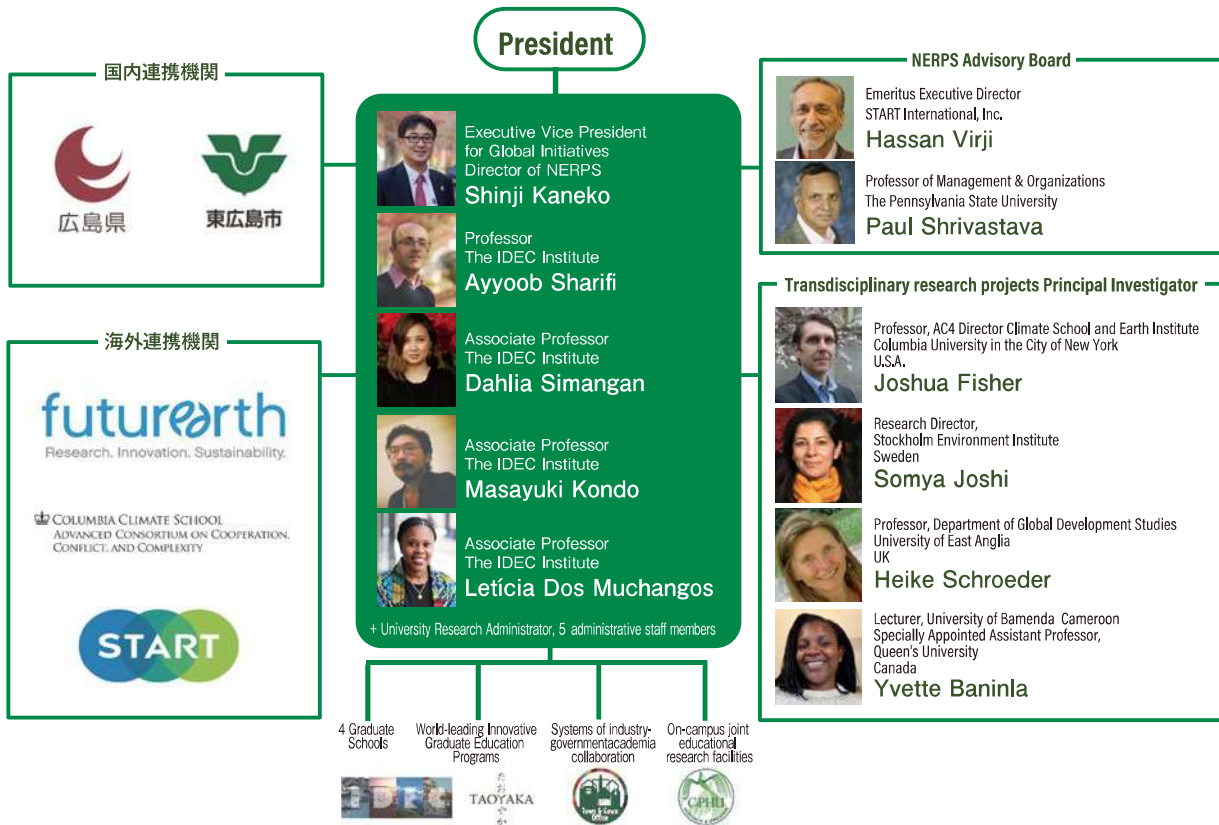 President
国内連携機関
広島県
東広島市
海外連携機関
futurearth
Research. Innovation. Sustainability.
COLUMBIA CLIMATE SCHOOL
ADVANCED CONSORTIUM ON COOPERATION,
CONFLICT, AND COMPLEXITY
START
Executive Vice President
for Global Initiatives
Director of NERPS
Shinji Kaneko
Professor
The IDEC Institute
Ayyoob Sharifi
Associate Professor
The IDEC Institute
Dahlia Simangan
Associate Professor
The IDEC Institute
Masayuki Kondo
Associate Professor
The IDEC Institute
Letícia Dos Muchangos
+ University Research Administrator, 5 administrative staff members
NERPS Advisory Board
Emeritus Executive Director
START International, Inc.
Hassan Virji
Professor of Management & Organizations
The Pennsylvania State University
Paul Shrivastava
Transdisciplinary research projects Principal Investigator
Professor, AC4 Director Climate School and Earth Institute
Columbia University in the City of New York
U.S.A.
Joshua Fisher
Research Director,
Stockholm Environment Institute
Sweden
Somya Joshi
Professor, Department of Global Development Studies
University of East Anglia
UK
Heike Schroeder
Lecturer, University of Bamenda Cameroon
Specially Appointed Assistant Professor,
Queen's University
Canada
Yvette Baninla
4 Graduate
Schools
IDEC
World-leading Innovative
Graduate Education
Programs
たおやか
TAOYAKA
Systems of industry-
governmentacademia
collaboration
Town & Gown
Office
On-campus joint
educational
research facilities
CPHU